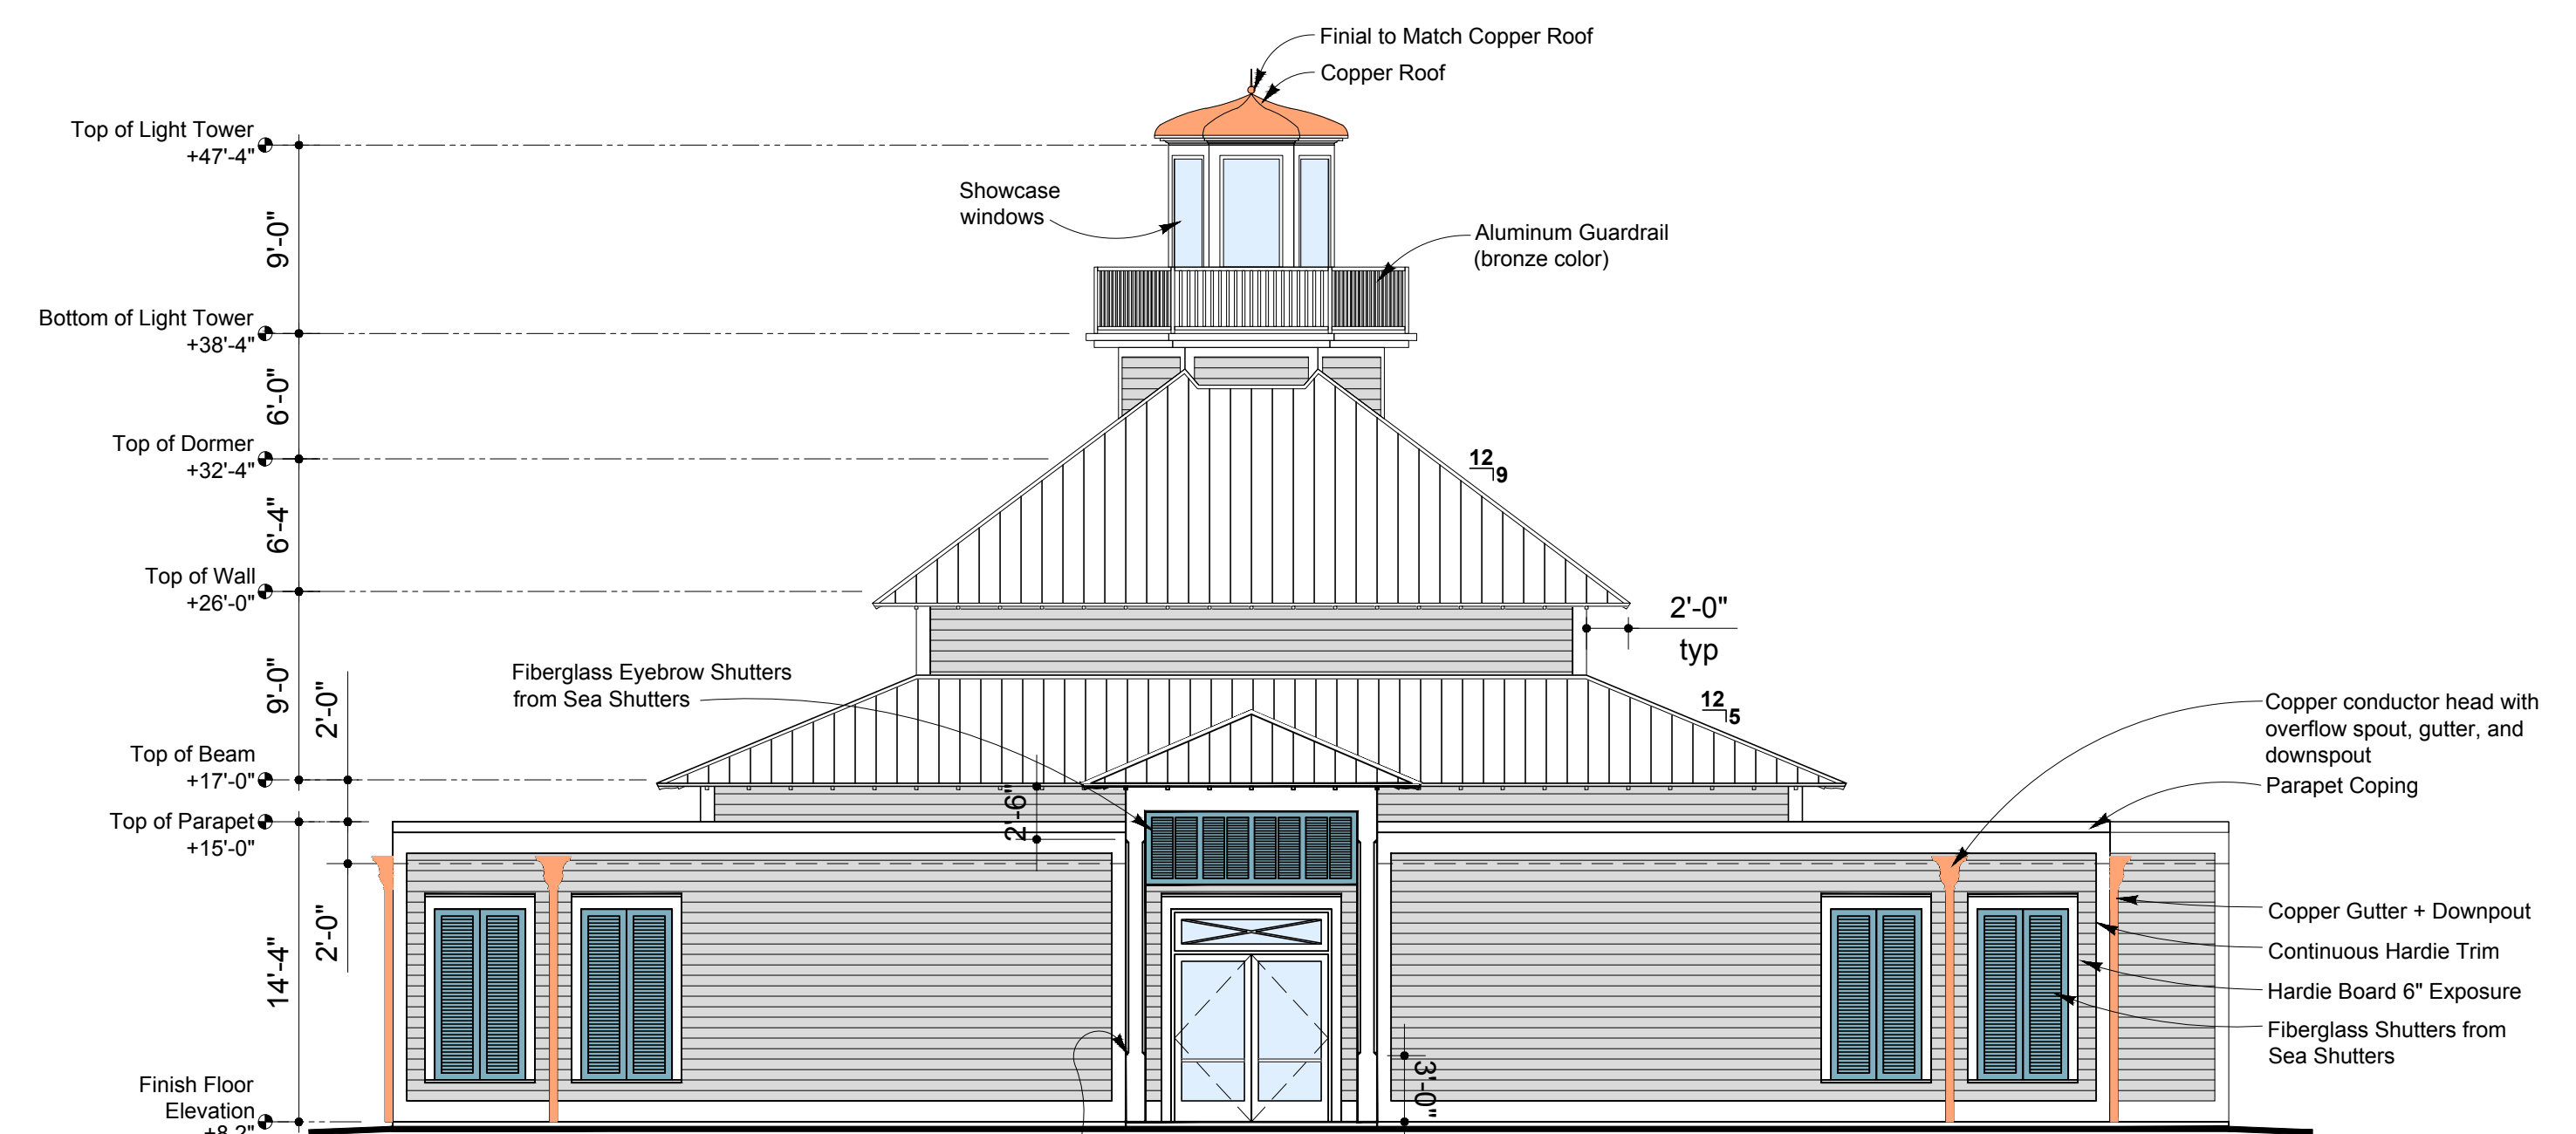 Finial to Match Copper Roof
Copper Roof
Top of Light Tower
+47'-4"
Showcase
windows
9'-0"
Aluminum Guardrail
(bronze color)
Bottom of Light Tower
+38'-4"
6'-0"
Top of Dormer
+32'-4"
12
9
6'-4"
Top of Wall
+26'-0"
2'-0"
typ
9'-0"
Fiberglass Eyebrow Shutters
from Sea Shutters
2'-0"
12
5
Copper conductor head with
overflow spout, gutter, and
downspout
Top of Beam
+17'-0"
Parapet Coping
2'-6"
Top of Parapet
+15'-0"
2'-0"
14'-4"
Copper Gutter + Downpout
Continuous Hardie Trim
Hardie Board 6" Exposure
Fiberglass Shutters from
Sea Shutters
3'-0"
Finish Floor
Elevation
+8.2"